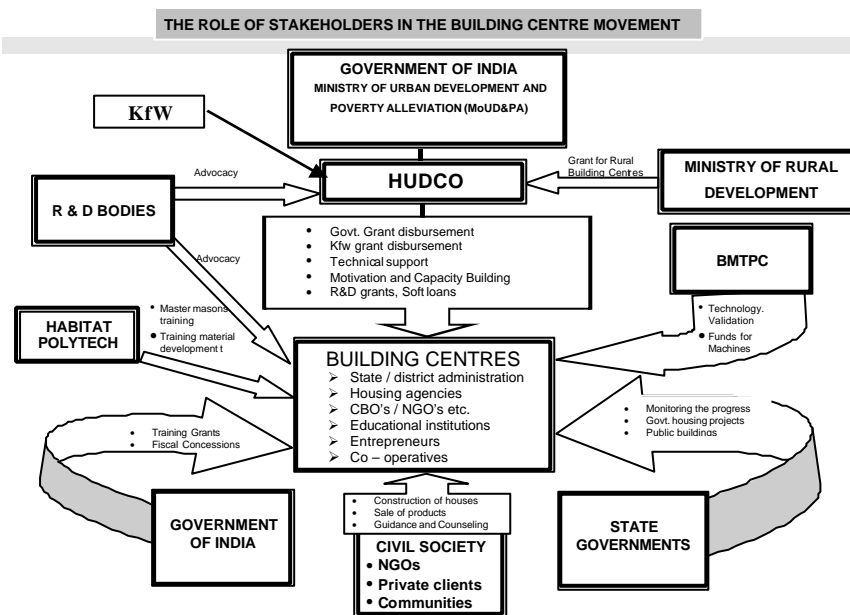 THE ROLE OF STAKEHOLDERS IN THE BUILDING CENTRE MOVEMENT
GOVERNMENT OF INDIA
MINISTRY OF URBAN DEVELOPMENT AND
POVERTY ALLEVIATION (MoUD&PA)
KfW
Advocacy
HUDCO
Grant for Rural
Building Centres
MINISTRY OF RURAL
DEVELOPMENT
R & D BODIES
Advocacy
• Govt. Grant disbursement
• Kfw grant disbursement
• Technical support
• Motivation and Capacity Building
• R&D grants, Soft loans
BMTPC
• Technology.
Validation
• Funds for
Machines
HABITAT
POLYTECH
• Master masons
training
• Training material
development t
BUILDING CENTRES
➢ State / district administration
➢ Housing agencies
➢ CBO's / NGO's etc.
➢ Educational institutions
➢ Entrepreneurs
➢ Co – operatives
• Training Grants
• Fiscal Concessions
• Monitoring the progress
• Govt. housing projects
• Public buildings
GOVERNMENT
OF INDIA
• Construction of houses
• Sale of products
• Guidance and Counseling
CIVIL SOCIETY
• NGOs
• Private clients
• Communities
STATE
GOVERNMENTS